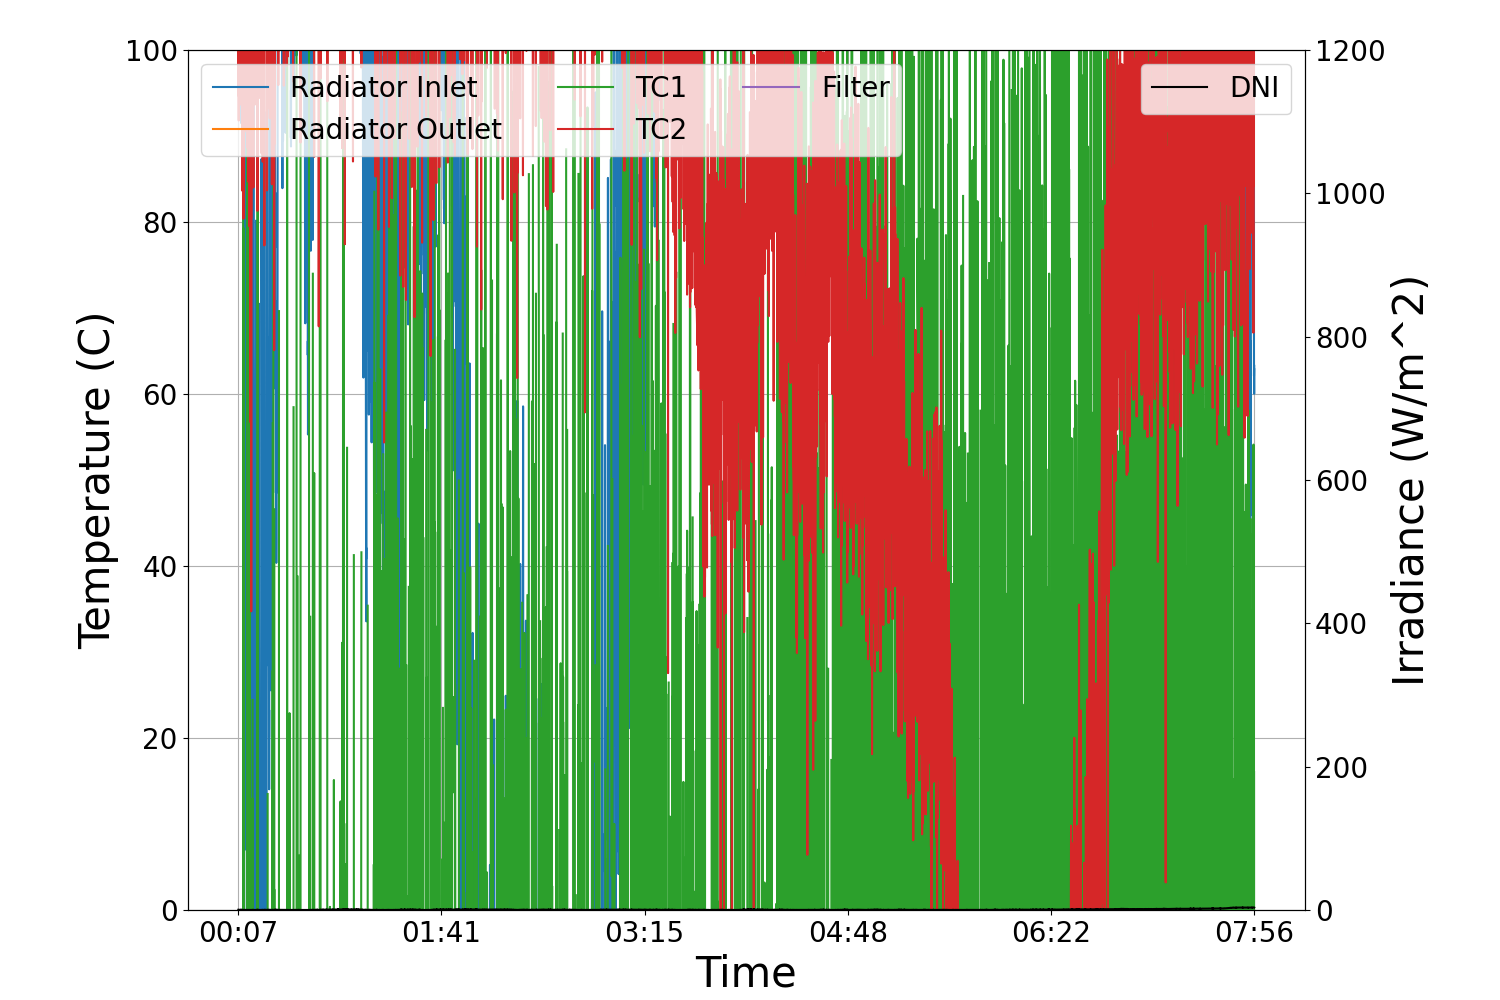 Radiator Inlet
Radiator Outlet
TC1
TC2
Filter
DNI
Temperature (C)
100
80
60
40
20
0
Irradiance (W/m^2)
1200
1000
800
600
400
200
0
00:07 01:41 03:15 04:48 06:22 07:56
Time